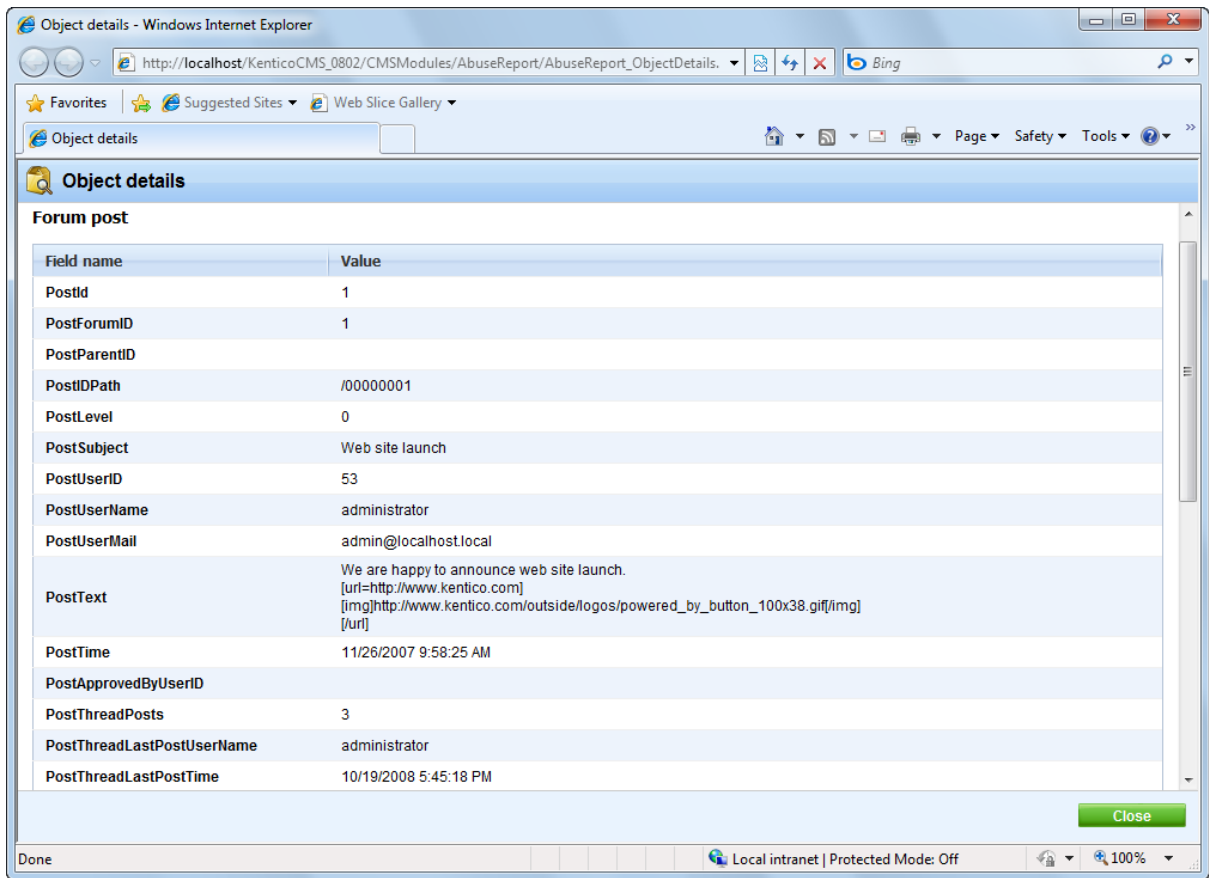 Object details - Windows Internet Explorer
http://localhost/KenticoCMS_0802/CMSModules/AbuseReport/AbuseReport_ObjectDetails. Bing
Favorites Suggested Sites Web Slice Gallery
Object details Page Safety Tools
Object details
Forum post
Field name Value
PostId 1
PostForumID 1
PostParentID
PostIDPath /00000001
PostLevel 0
PostSubject Web site launch
PostUserID 53
PostUserName administrator
PostUserMail admin@localhost.local
PostText We are happy to announce web site launch.
[url=http://www.kentico.com]
[img]http://www.kentico.com/outside/logos/powered_by_button_100x38.gif[/img]
[/url]
PostTime 11/26/2007 9:58:25 AM
PostApprovedByUserID
PostThreadPosts 3
PostThreadLastPostUserName administrator
PostThreadLastPostTime 10/19/2008 5:45:18 PM
Close
Done Local intranet | Protected Mode: Off 100%